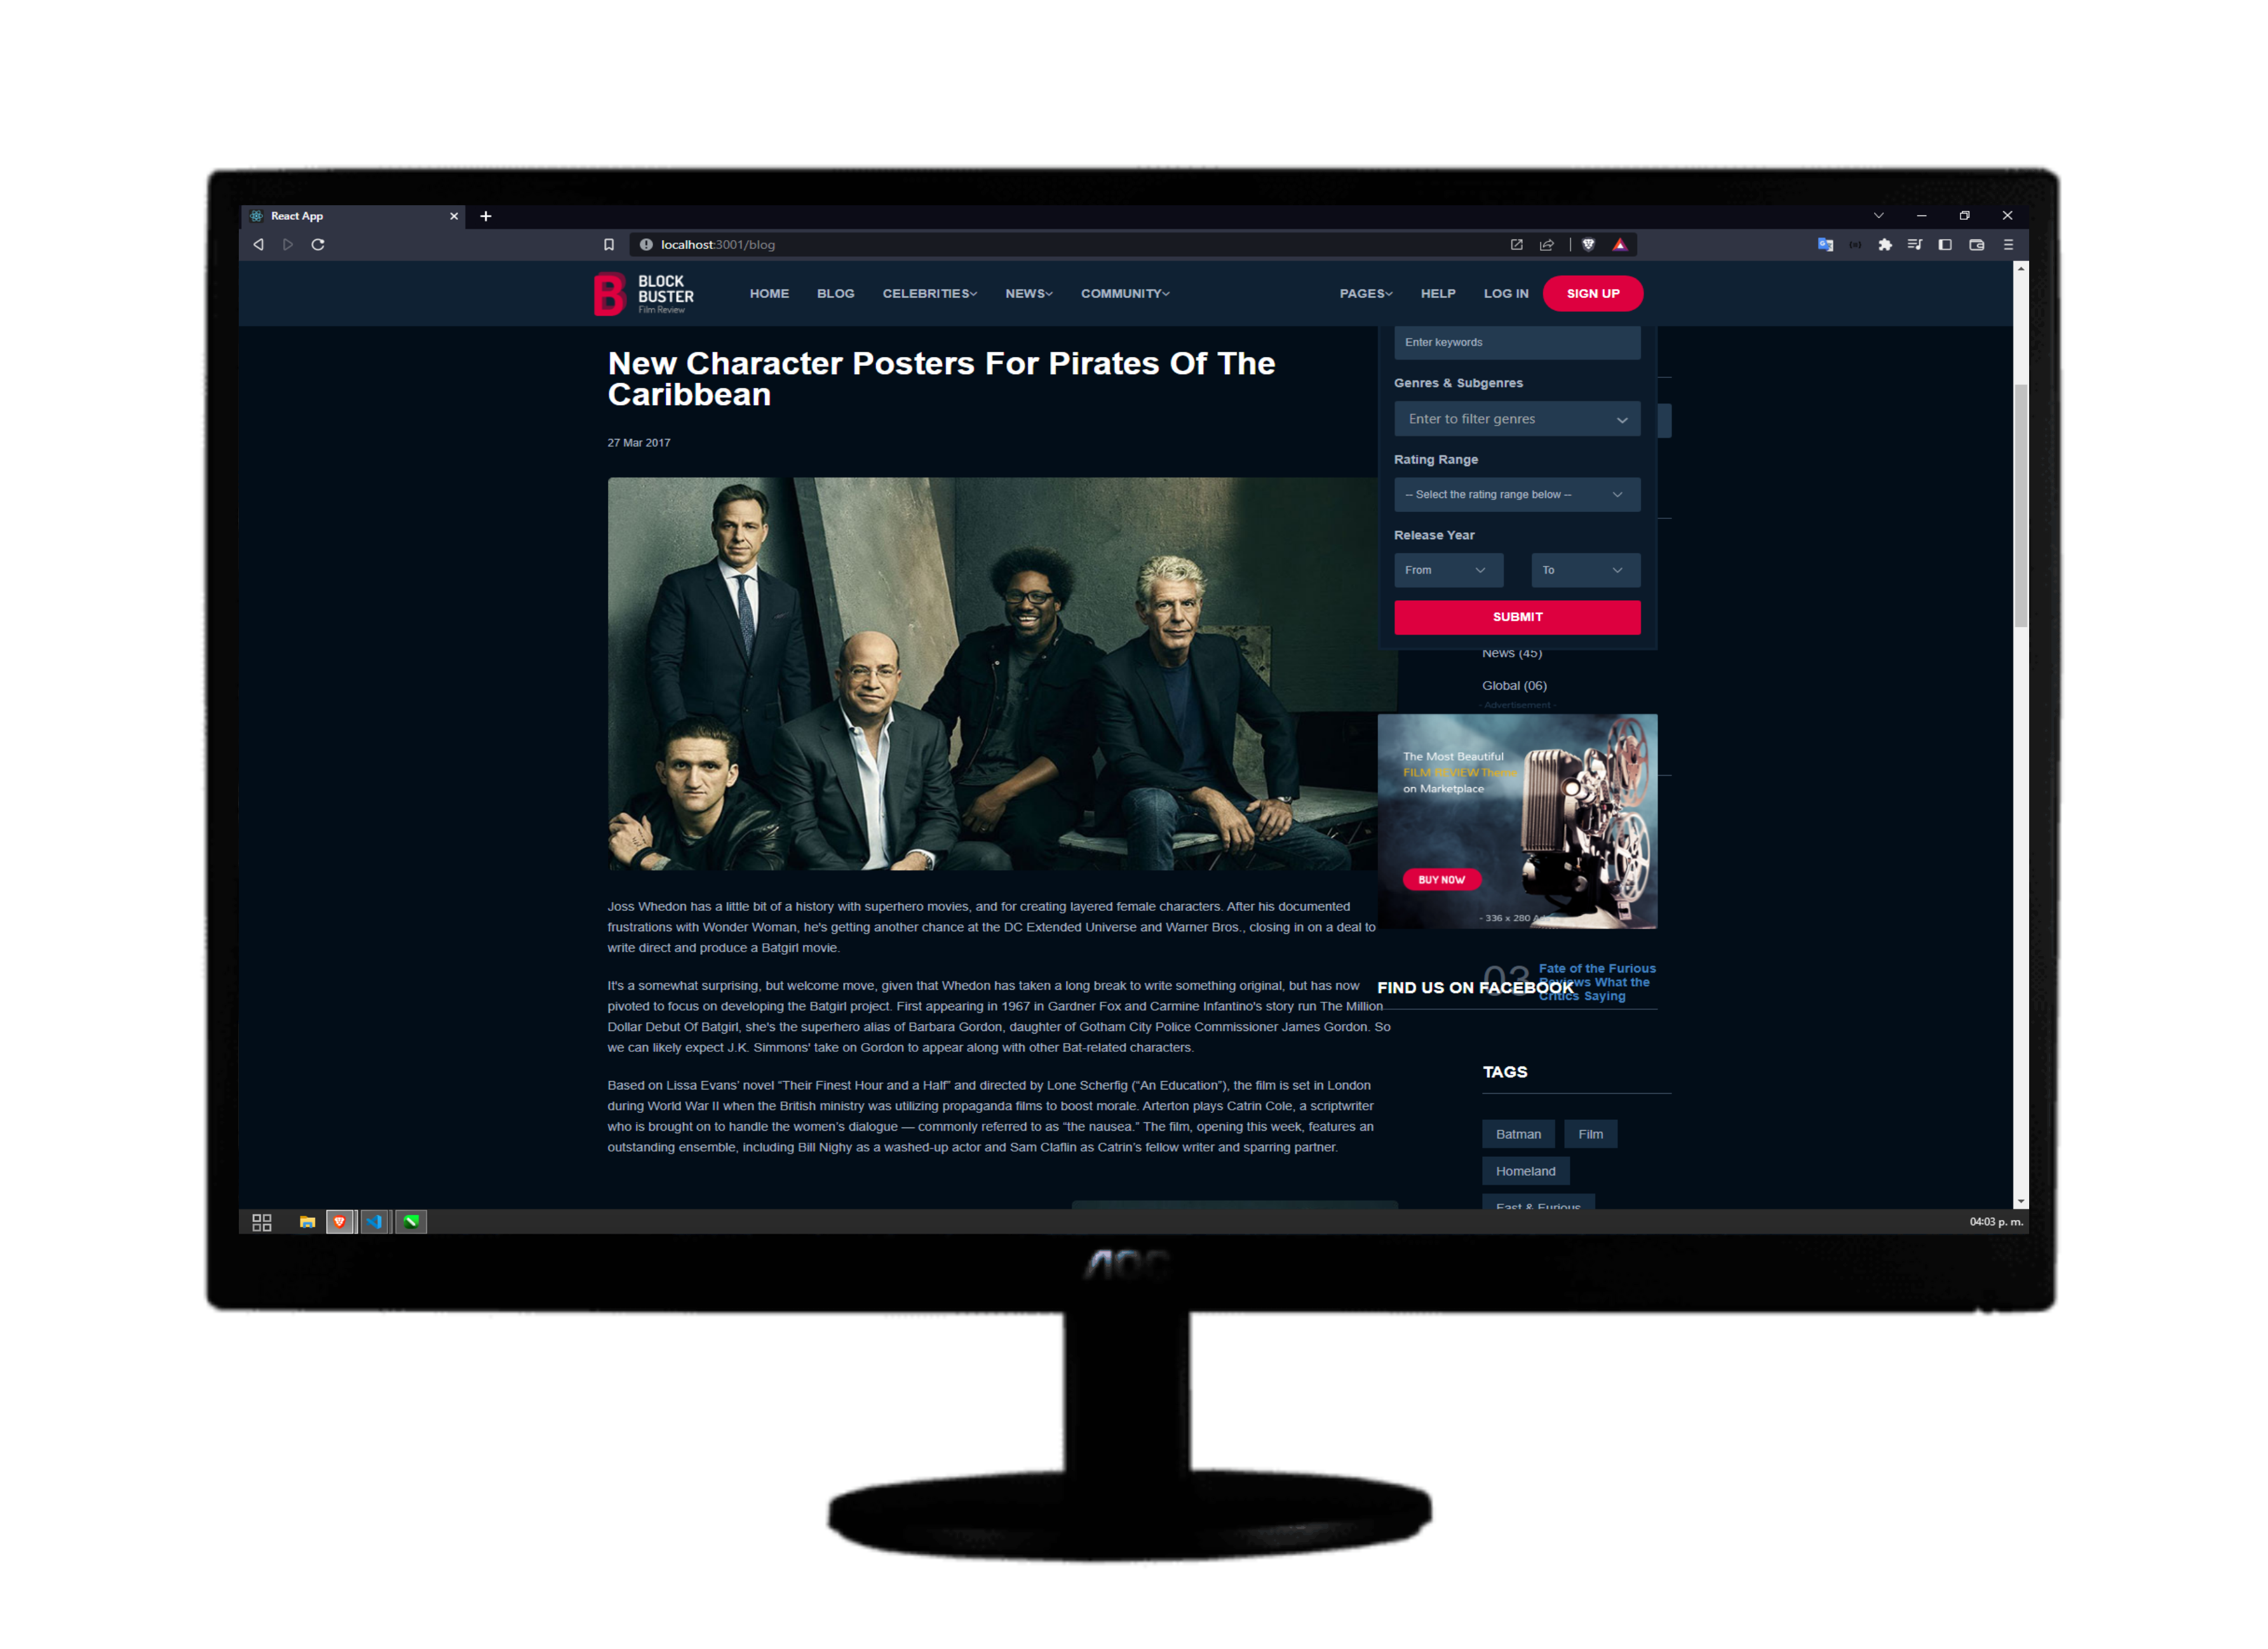 React App
localhost:3001/blog
BLOCK
BUSTER
Film Review
HOME
BLOG
CELEBRITIES
NEWS
COMMUNITY
PAGES
HELP
LOG IN
SIGN UP
New Character Posters For Pirates Of The
Caribbean
27 Mar 2017
Joss Whedon has a little bit of a history with superhero movies, and for creating layered female characters. After his documented
frustrations with Wonder Woman, he's getting another chance at the DC Extended Universe and Warner Bros., closing in on a deal to
write direct and produce a Batgirl movie.
It's a somewhat surprising, but welcome move, given that Whedon has taken a long break to write something original, but has now
pivoted to focus on developing the Batgirl project. First appearing in 1967 in Gardner Fox and Carmine Infantino's story run The Million
Dollar Debut Of Batgirl, she's the superhero alias of Barbara Gordon, daughter of Gotham City Police Commissioner James Gordon. So
we can likely expect J.K. Simmons' take on Gordon to appear along with other Bat-related characters.
Based on Lissa Evans’ novel “Their Finest Hour and a Half” and directed by Lone Scherfig (“An Education”), the film is set in London
during World War II when the British ministry was utilizing propaganda films to boost morale. Arterton plays Catrin Cole, a scriptwriter
who is brought on to handle the women’s dialogue — commonly referred to as “the nausea.” The film, opening this week, features an
outstanding ensemble, including Bill Nighy as a washed-up actor and Sam Claflin as Catrin’s fellow writer and sparring partner.
Enter keywords
Genres & Subgenres
Enter to filter genres
Rating Range
-- Select the rating range below --
Release Year
From
To
SUBMIT
News (45)
Global (06)
- Advertisement -
The Most Beautiful
FILM REVIEW Theme
on Marketplace
BUY NOW
- 336 x 280
03
Fate of the Furious
Reviews What the
Critics Saying
FIND US ON FACEBOOK
TAGS
Batman
Film
Homeland
Fast & Furious
04:03 p. m.
AOC